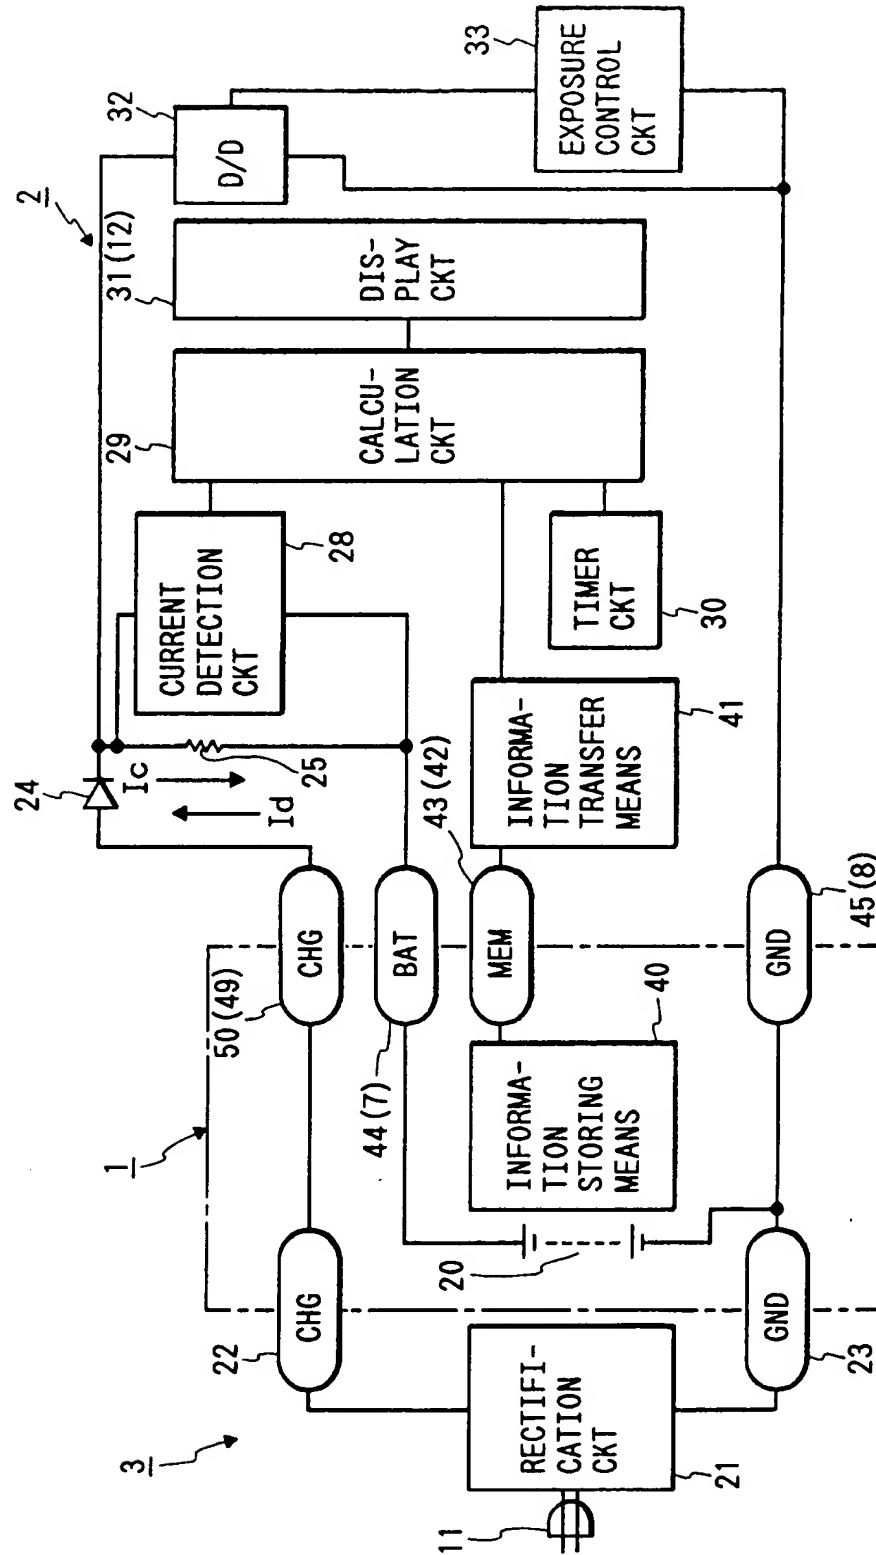 3
1
2
11
RECTIFI-
CATION
CKT
21
22
CHG
GND
23
20
50(49)
CHG
44(7)
BAT
INFORMA-
TION
STORING
MEANS
40
MEM
43(42)
GND
45(8)
24
Ic
Id
25
CURRENT
DETECTION
CKT
28
INFORMA-
TION
TRANSFER
MEANS
41
TIMER
CKT
30
29
CALCU-
LATION
CKT
31(12)
DIS-
PLAY
CKT
32
D/D
33
EXPOSURE
CONTROL
CKT